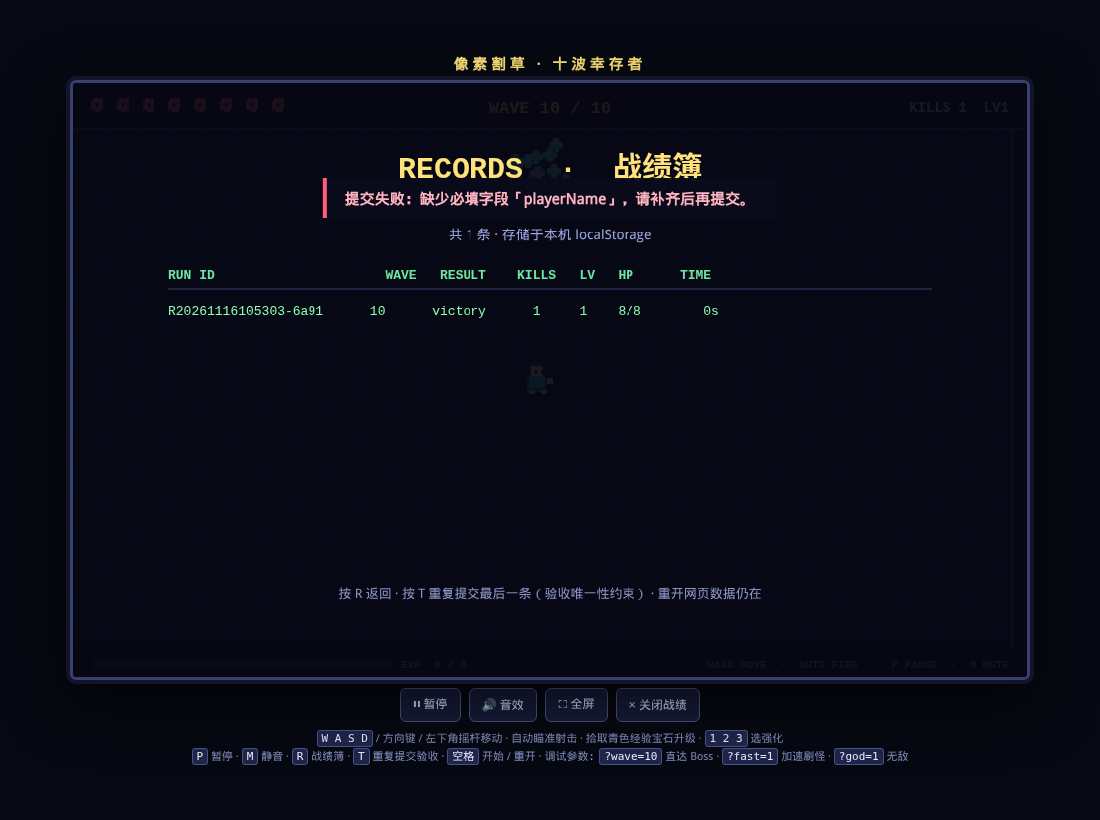 像素割草 · 十波幸存者
WAVE 10 / 10
KILLS 1 LV1
RECORDS · 战绩簿
提交失败: 缺少必填字段「playerName」, 请补齐后再提交。
共 1 条 · 存储于本机 localStorage
RUN ID WAVE RESULT KILLS LV HP TIME
R20261116105303-6a91 10 victory 1 1 8/8 0s
按 R 返回 · 按 T 重复提交最后一条 ( 验收唯一性约束 ) · 重开网页数据仍在
EXP 0 / 6
WASD MOVE · AUTO FIRE · P PAUSE · M MUTE
⏸ 暂停 🔊 音效 ⛶ 全屏 × 关闭战绩
W A S D / 方向键 / 左下角摇杆移动 · 自动瞄准射击 · 拾取青色经验宝石升级 · 1 2 3 选强化
P 暂停 · M 静音 · R 战绩簿 · T 重复提交验收 · 空格 开始 / 重开 · 调试参数: ?wave=10 直达 Boss · ?fast=1 加速刷怪 · ?god=1 无敌